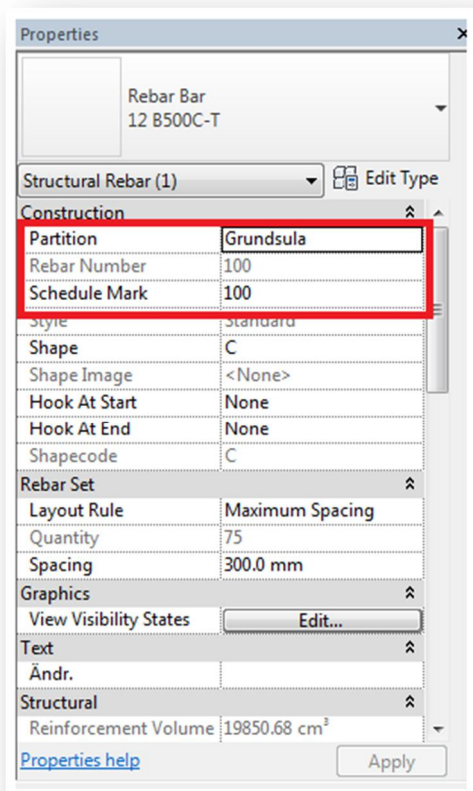 Properties
Rebar Bar
12 B500C-T
Structural Rebar (1) Edit Type
Construction
Partition Grundsula
Rebar Number 100
Schedule Mark 100
Style Standard
Shape C
Shape Image <None>
Hook At Start None
Hook At End None
Shapecode C
Rebar Set
Layout Rule Maximum Spacing
Quantity 75
Spacing 300.0 mm
Graphics
View Visibility States Edit...
Text
Ändr.
Structural
Reinforcement Volume 19850.68 cm³
Properties help Apply